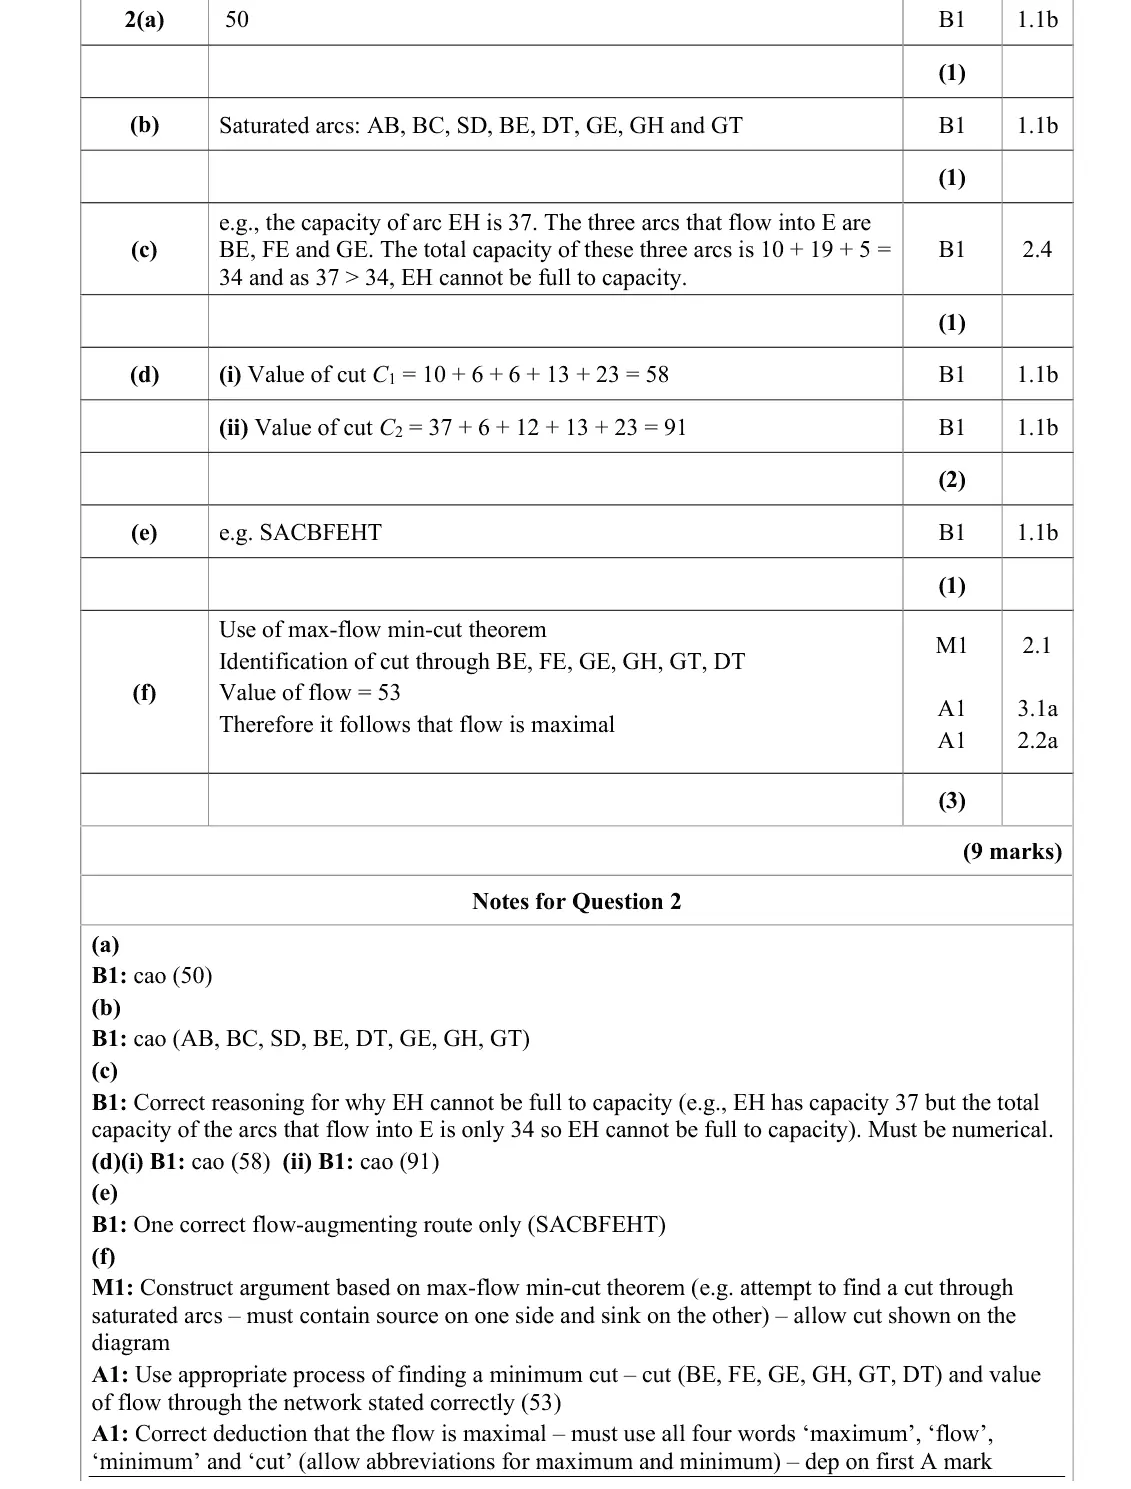 2(a) 50 B1 1.1b
(1)
(b) Saturated arcs: AB, BC, SD, BE, DT, GE, GH and GT B1 1.1b
(1)
e.g., the capacity of arc EH is 37. The three arcs that flow into E are
(c) BE, FE and GE. The total capacity of these three arcs is 10 + 19 + 5 = B1 2.4
34 and as 37 > 34, EH cannot be full to capacity.
(1)
(d) (i) Value of cut C₁ = 10 + 6 + 6 + 13 + 23 = 58 B1 1.1b
(ii) Value of cut C₂ = 37 + 6 + 12 + 13 + 23 = 91 B1 1.1b
(2)
(e) e.g. SACBFEHT B1 1.1b
(1)
Use of max-flow min-cut theorem M1 2.1
Identification of cut through BE, FE, GE, GH, GT, DT
(f) Value of flow = 53 A1 3.1a
Therefore it follows that flow is maximal A1 2.2a
(3)
(9 marks)
Notes for Question 2
(a)
B1: cao (50)
(b)
B1: cao (AB, BC, SD, BE, DT, GE, GH, GT)
(c)
B1: Correct reasoning for why EH cannot be full to capacity (e.g., EH has capacity 37 but the total
capacity of the arcs that flow into E is only 34 so EH cannot be full to capacity). Must be numerical.
(d)(i) B1: cao (58) (ii) B1: cao (91)
(e)
B1: One correct flow-augmenting route only (SACBFEHT)
(f)
M1: Construct argument based on max-flow min-cut theorem (e.g. attempt to find a cut through
saturated arcs – must contain source on one side and sink on the other) – allow cut shown on the
diagram
A1: Use appropriate process of finding a minimum cut – cut (BE, FE, GE, GH, GT, DT) and value
of flow through the network stated correctly (53)
A1: Correct deduction that the flow is maximal – must use all four words ‘maximum’, ‘flow’,
‘minimum’ and ‘cut’ (allow abbreviations for maximum and minimum) – dep on first A mark